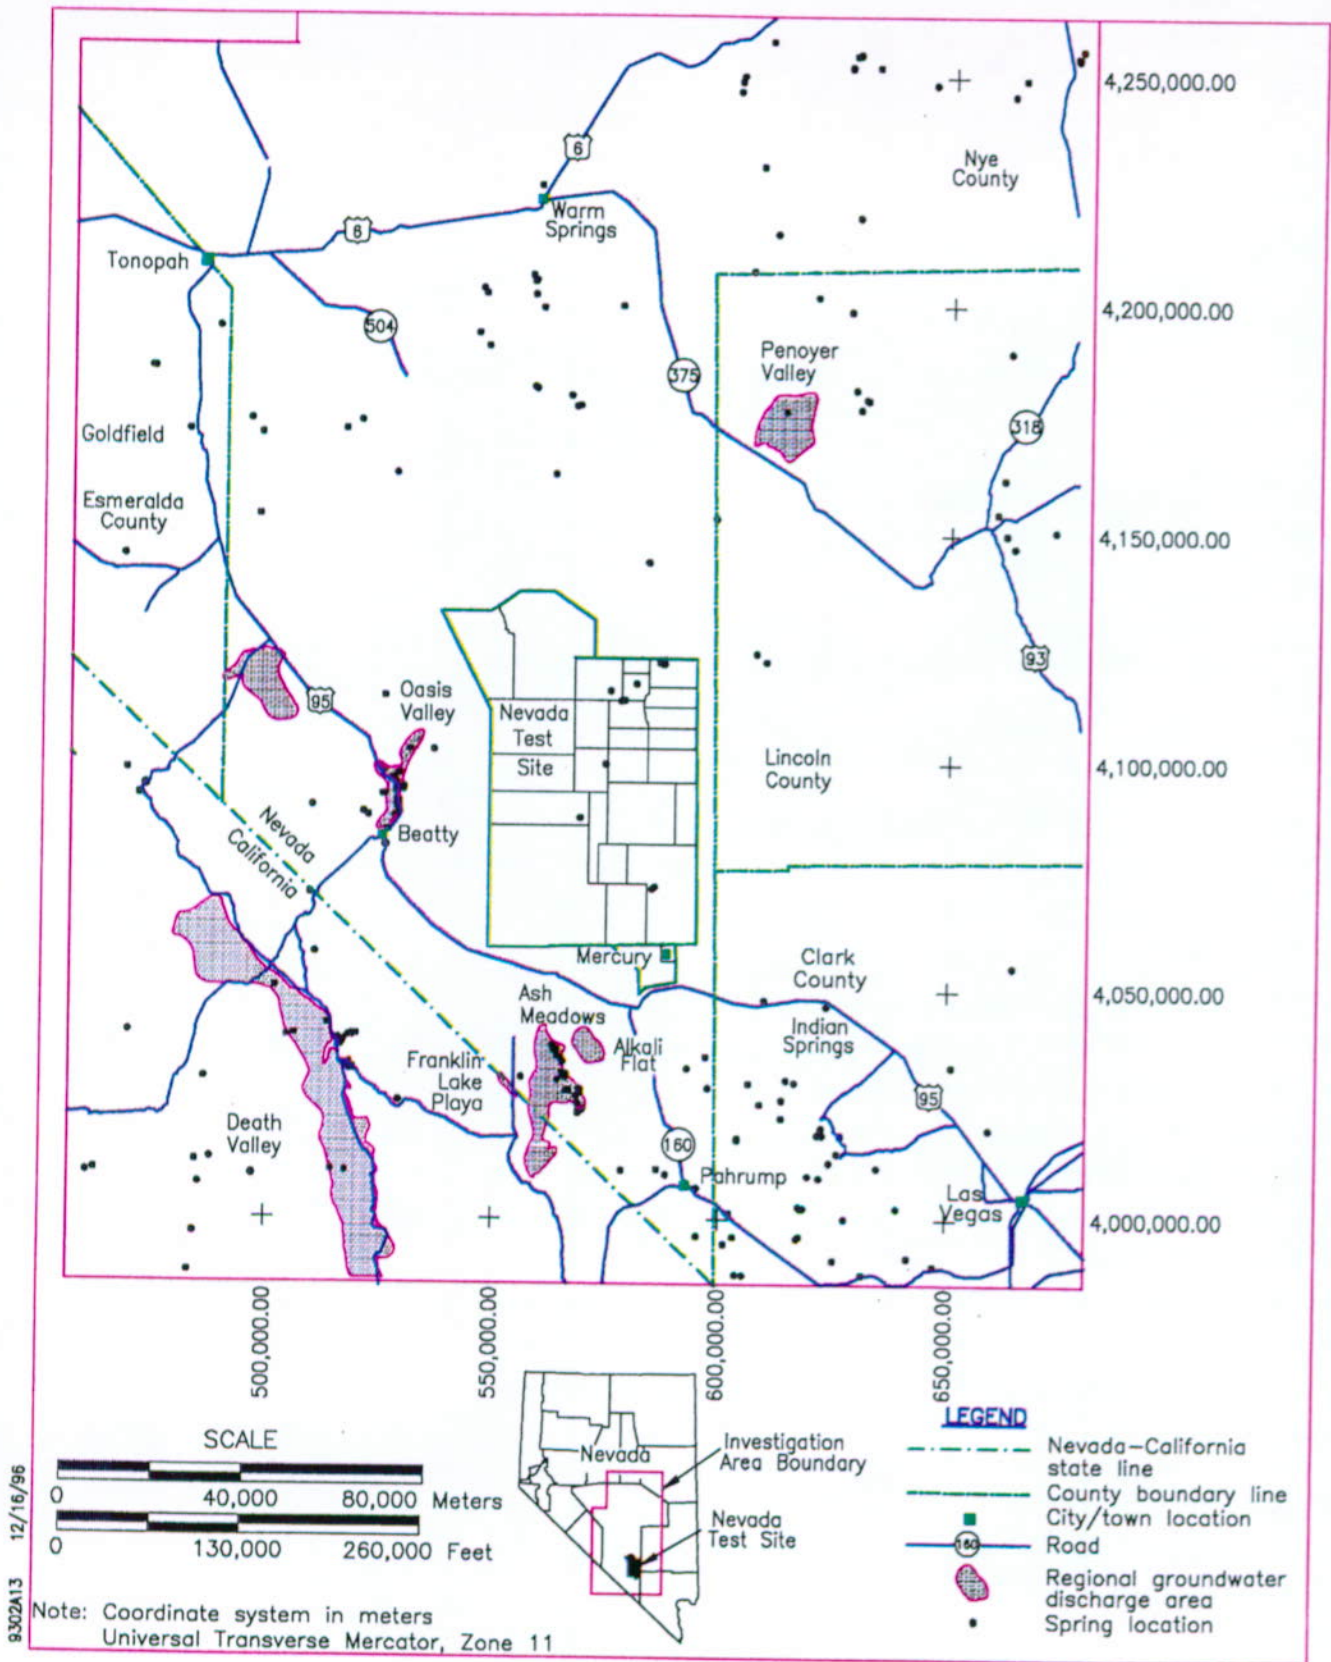 4,250,000.00
6
Nye
County
Warm
Springs
6
Tonopah
504
4,200,000.00
Penoyer
Valley
375
318
Goldfield
Esmeralda
County
4,150,000.00
93
Oasis
Valley
95
Nevada
Test
Site
Lincoln
County
4,100,000.00
Nevada
California
Beatty
Mercury
Clark
County
Ash
Meadows
4,050,000.00
Indian
Springs
Alkali
Flat
Franklin
Lake
Playa
95
Death
Valley
160
Pahrump
Las
Vegas
4,000,000.00
500,000.00
550,000.00
600,000.00
650,000.00
SCALE
0 40,000 80,000 Meters
0 130,000 260,000 Feet
Nevada
Investigation
Area Boundary
Nevada
Test Site
LEGEND
Nevada-California
state line
County boundary line
City/town location
160
Road
Regional groundwater
discharge area
Spring location
Note: Coordinate system in meters
Universal Transverse Mercator, Zone 11
9302A13 12/16/96